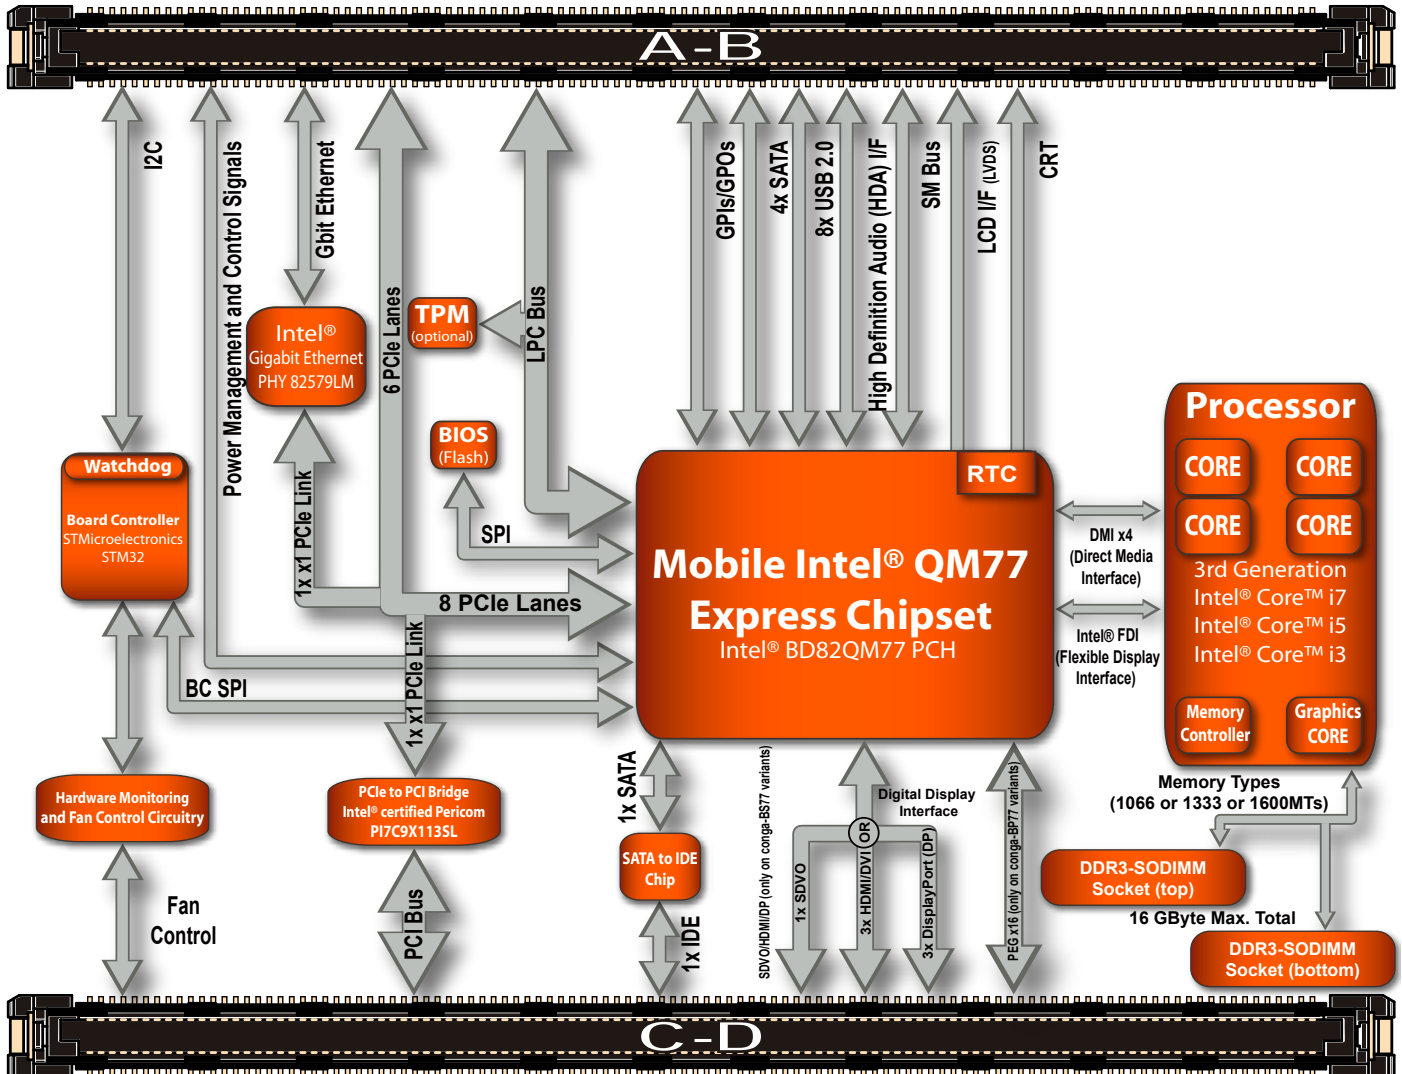 A-B
I2C
Power Management and Control Signals
Gbit Ethernet
6 PCIe Lanes
LPC Bus
GPIs/GPOs
4x SATA
8x USB 2.0
High Definition Audio (HDA) I/F
SM Bus
LCD I/F (LVDS)
CRT
Intel®
Gigabit Ethernet
PHY 82579LM
TPM
(optional)
BIOS
(Flash)
SPI
1x x1 PCIe Link
8 PCIe Lanes
1x x1 PCIe Link
BC SPI
Watchdog
Board Controller
STMicroelectronics
STM32
RTC
Mobile Intel® QM77
Express Chipset
Intel® BD82QM77 PCH
DMI x4
(Direct Media
Interface)
Intel® FDI
(Flexible Display
Interface)
Processor
CORE
CORE
CORE
CORE
3rd Generation
Intel® Core™ i7
Intel® Core™ i5
Intel® Core™ i3
Memory
Controller
Graphics
CORE
Hardware Monitoring
and Fan Control Circuitry
PCIe to PCI Bridge
Intel® certified Pericom
PI7C9X113SL
1x SATA
SATA to IDE
Chip
1x IDE
Fan
Control
PCI Bus
SDVO/HDMI/DP (only on conga-BS77 variants)
Digital Display
Interface
OR
1x SDVO
3x HDMI/DVI
3x DisplayPort (DP)
PEG x16 (only on conga-BP77 variants)
Memory Types
(1066 or 1333 or 1600MTs)
DDR3-SODIMM
Socket (top)
16 GByte Max. Total
DDR3-SODIMM
Socket (bottom)
C-D